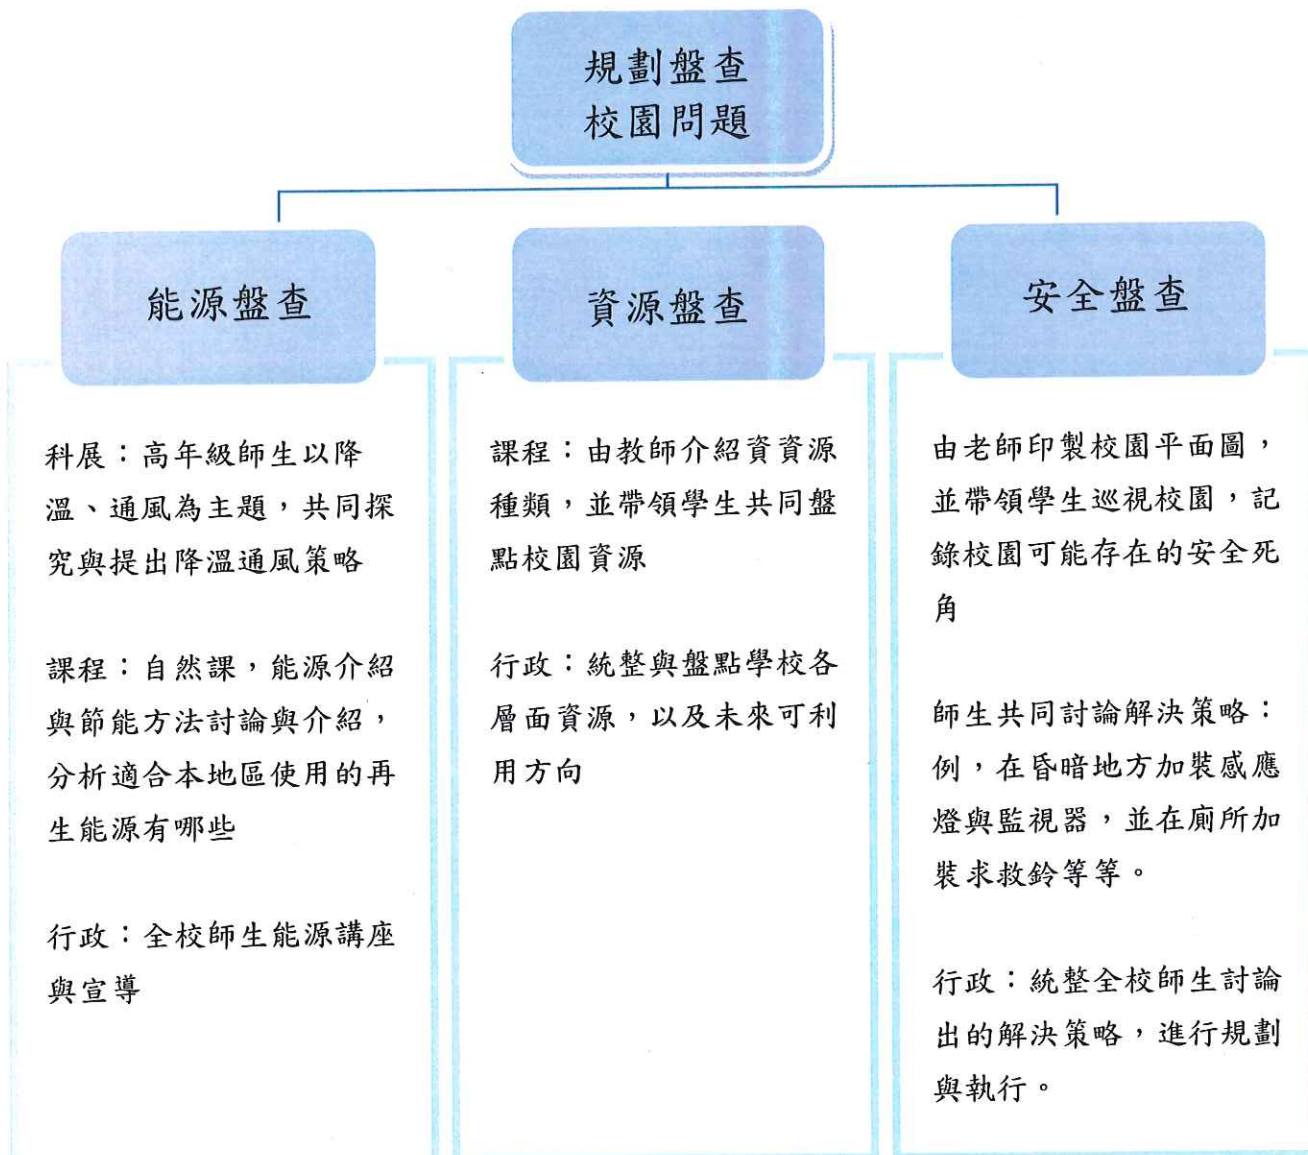 規劃盤查
校園問題
能源盤查
科展：高年級師生以降
溫、通風為主題，共同探
究與提出降溫通風策略
課程：自然課，能源介紹
與節能方法討論與介紹，
分析適合本地區使用的再
生能源有哪些
行政：全校師生能源講座
與宣導
資源盤查
課程：由教師介紹資資源
種類，並帶領學生共同盤
點校園資源
行政：統整與盤點學校各
層面資源，以及未來可利
用方向
安全盤查
由老師印製校園平面圖，
並帶領學生巡視校園，記
錄校園可能存在的安全死
角
師生共同討論解決策略：
例，在昏暗地方加裝感應
燈與監視器，並在廁所加
裝求救鈴等等。
行政：統整全校師生討論
出的解決策略，進行規劃
與執行。